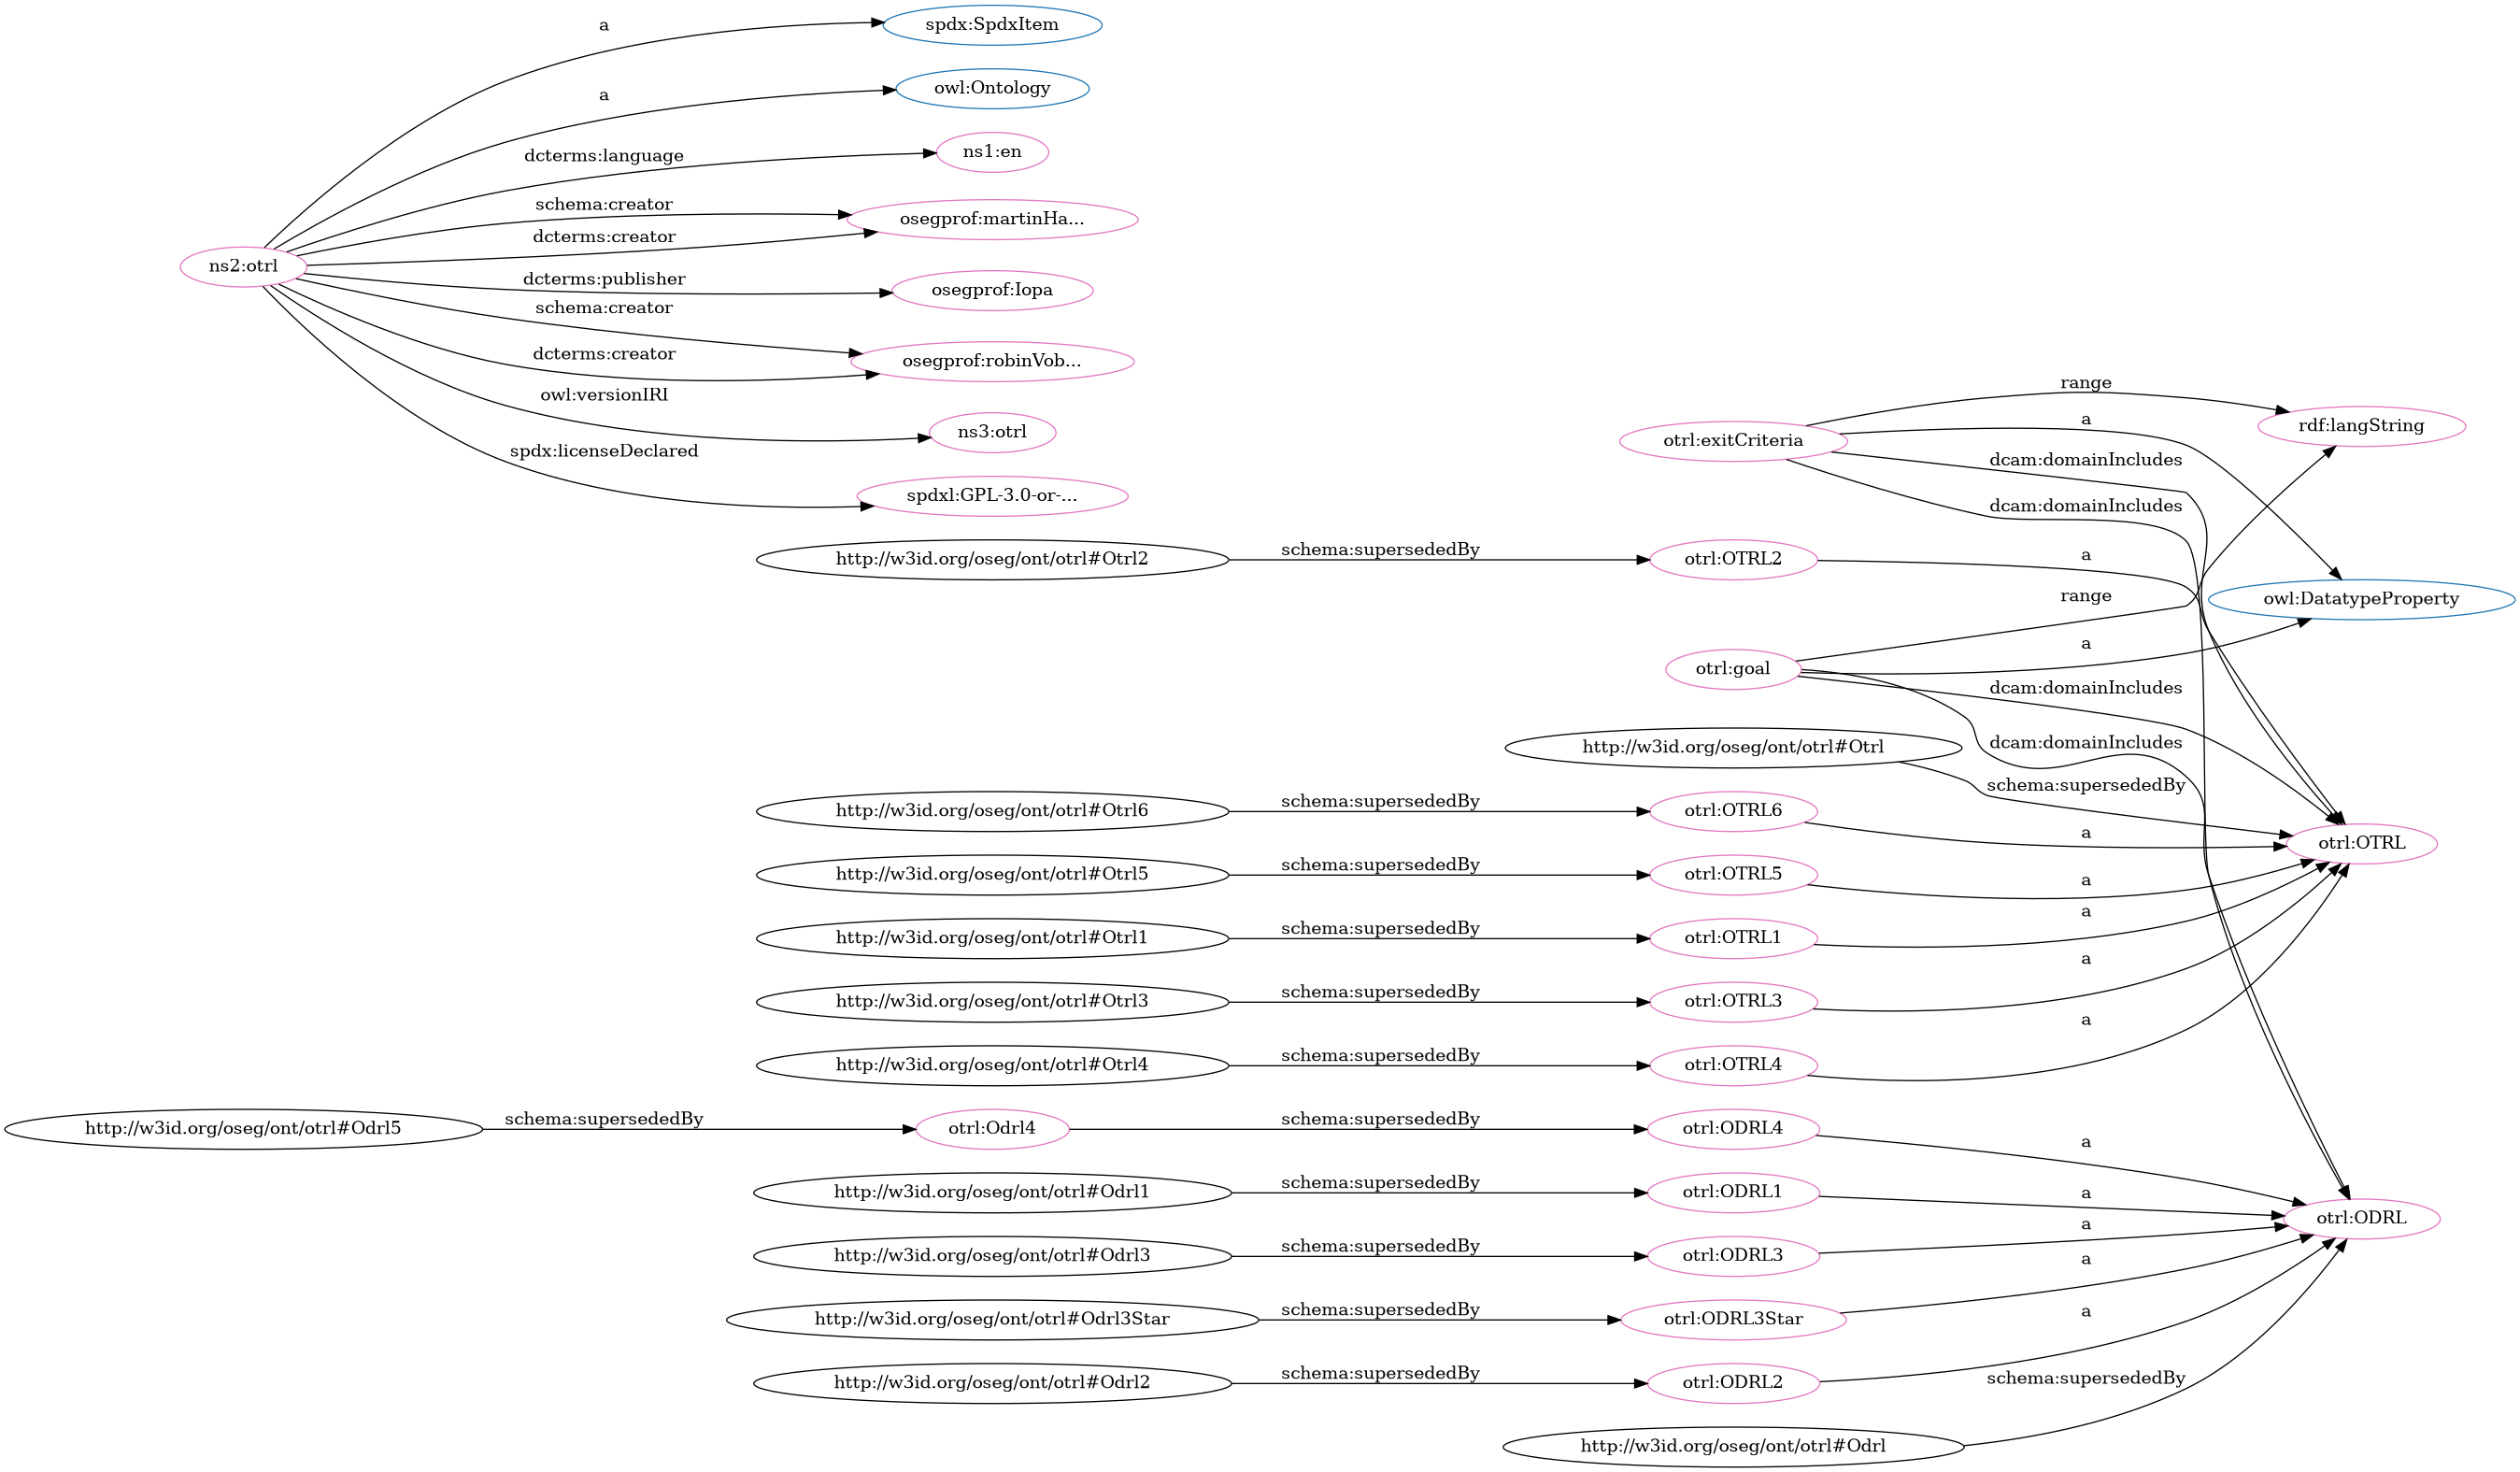 a
spdx:SpdxItem
a
owl:Ontology
dcterms:language
ns1:en
schema:creator
osegprof:martinHa...
dcterms:creator
ns2:otrl
dcterms:publisher
osegprof:Iopa
schema:creator
dcterms:creator
osegprof:robinVob...
owl:versionIRI
ns3:otrl
spdx:licenseDeclared
spdxl:GPL-3.0-or-...
range
rdf:langString
a
otrl:exitCriteria
dcam:domainIncludes
dcam:domainIncludes
http://w3id.org/oseg/ont/otrl#Otrl2
schema:supersededBy
otrl:OTRL2
a
range
owl:DatatypeProperty
a
otrl:goal
dcam:domainIncludes
dcam:domainIncludes
http://w3id.org/oseg/ont/otrl#Otrl
schema:supersededBy
http://w3id.org/oseg/ont/otrl#Otrl6
schema:supersededBy
otrl:OTRL6
a
otrl:OTRL
http://w3id.org/oseg/ont/otrl#Otrl5
schema:supersededBy
otrl:OTRL5
a
http://w3id.org/oseg/ont/otrl#Otrl1
schema:supersededBy
otrl:OTRL1
a
http://w3id.org/oseg/ont/otrl#Otrl3
schema:supersededBy
otrl:OTRL3
a
http://w3id.org/oseg/ont/otrl#Otrl4
schema:supersededBy
otrl:OTRL4
a
http://w3id.org/oseg/ont/otrl#Odrl5
schema:supersededBy
otrl:Odrl4
schema:supersededBy
otrl:ODRL4
a
http://w3id.org/oseg/ont/otrl#Odrl1
schema:supersededBy
otrl:ODRL1
a
otrl:ODRL
http://w3id.org/oseg/ont/otrl#Odrl3
schema:supersededBy
otrl:ODRL3
a
http://w3id.org/oseg/ont/otrl#Odrl3Star
schema:supersededBy
otrl:ODRL3Star
a
http://w3id.org/oseg/ont/otrl#Odrl2
schema:supersededBy
otrl:ODRL2
a
http://w3id.org/oseg/ont/otrl#Odrl
schema:supersededBy